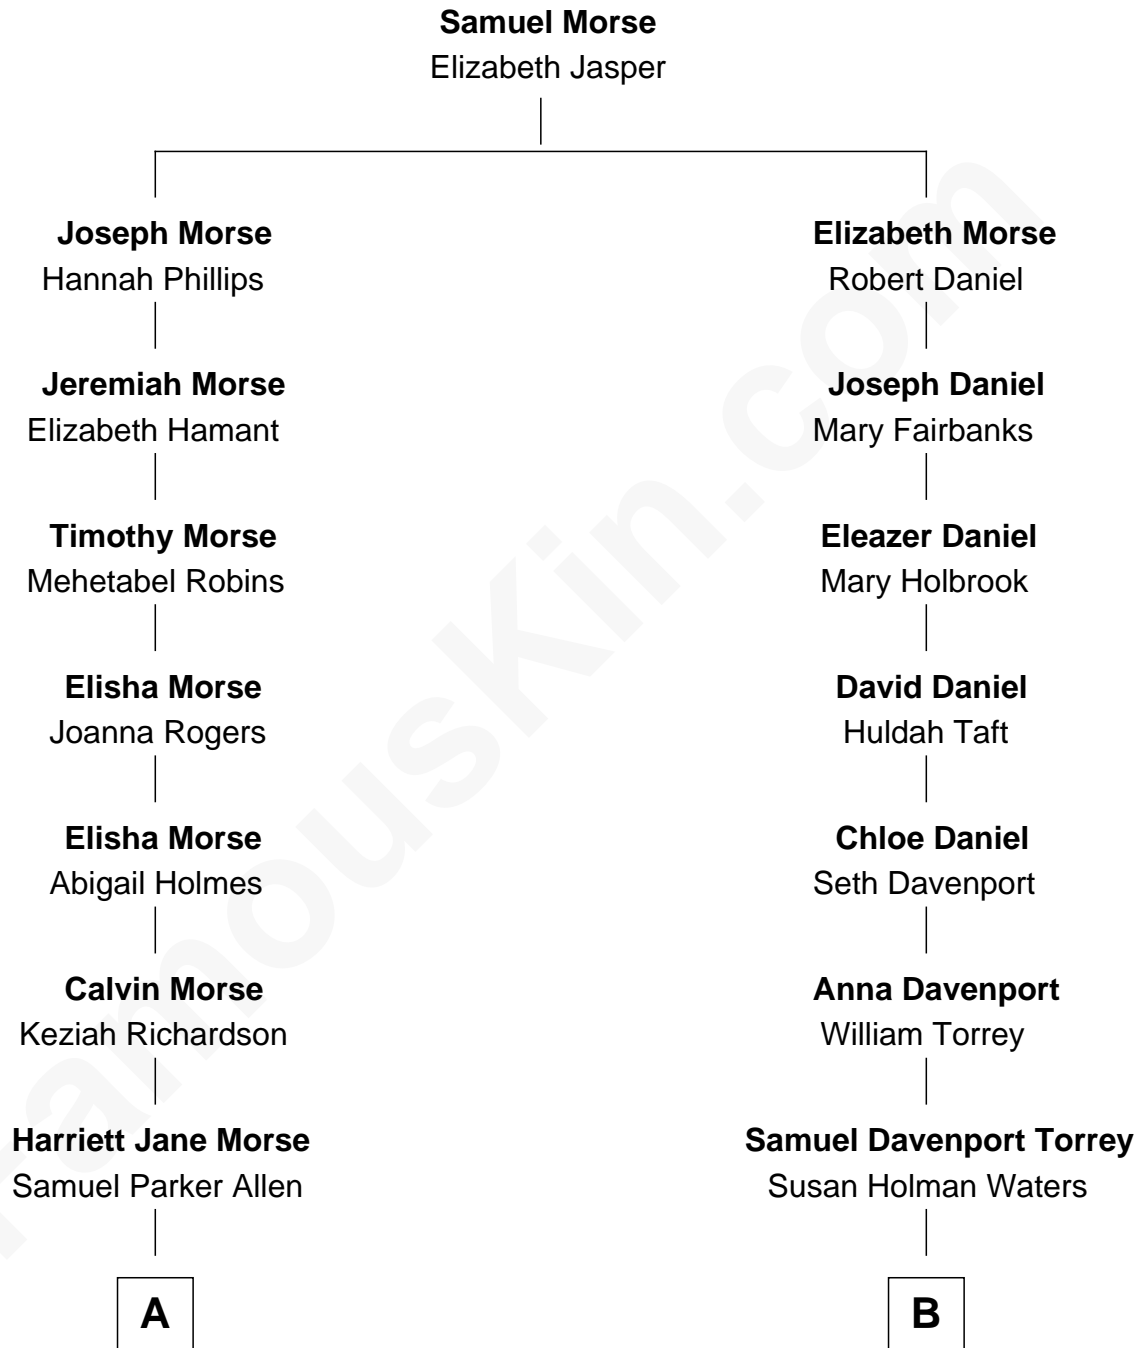 Samuel Morse
Elizabeth Jasper
Joseph Morse
Hannah Phillips
Elizabeth Morse
Robert Daniel
Jeremiah Morse
Elizabeth Hamant
Joseph Daniel
Mary Fairbanks
Timothy Morse
Mehetabel Robins
Eleazer Daniel
Mary Holbrook
Elisha Morse
Joanna Rogers
David Daniel
Huldah Taft
Elisha Morse
Abigail Holmes
Chloe Daniel
Seth Davenport
Calvin Morse
Keziah Richardson
Anna Davenport
William Torrey
Harriett Jane Morse
Samuel Parker Allen
Samuel Davenport Torrey
Susan Holman Waters
A
B
FamousKin.com